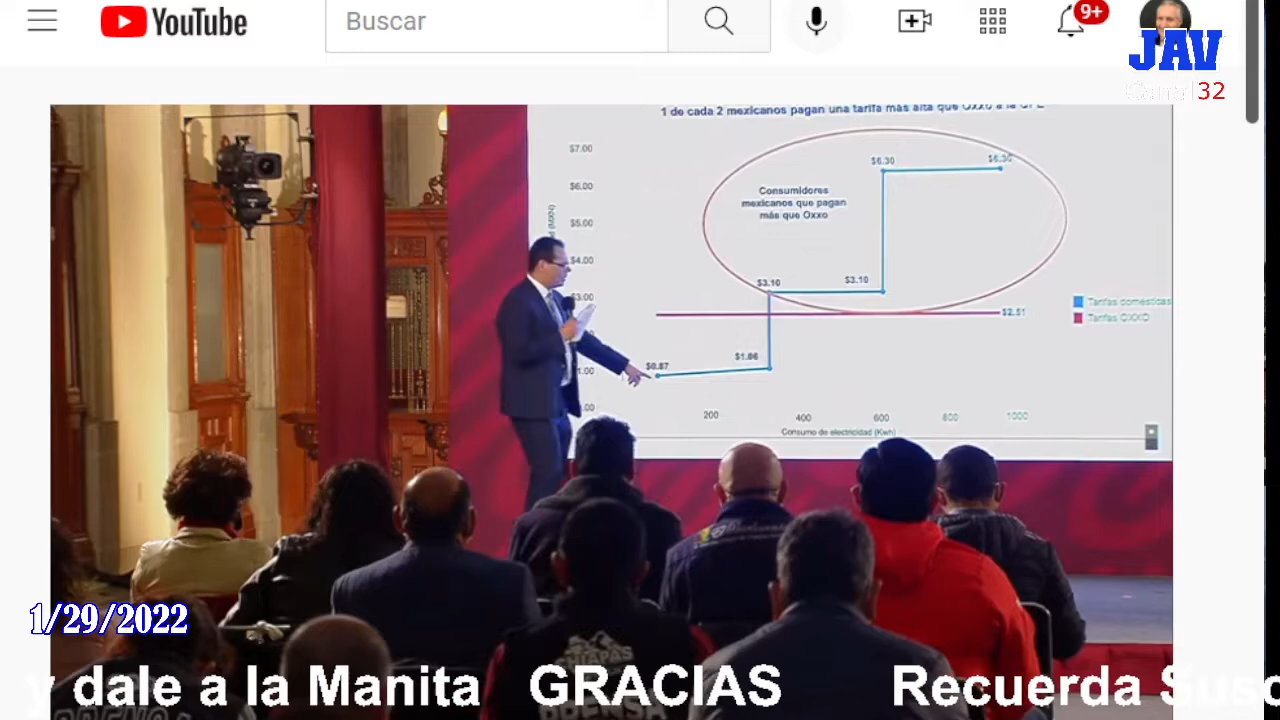 YouTube
Buscar
9+
JAV
Canal 32
1 de cada 2 mexicanos pagan una tarifa más alta que Oxxo a la CFE
$7.00
$6.00
$5.00
$4.00
$3.00
1.00
.00
$6.30
$6.30
Consumidores
mexicanos que pagan
más que Oxxo
$3.10
$3.10
$2.51
$1.06
$0.87
Tarifas domésticas
Tarifas OXXO
200
400
600
800
1000
Consumo de electricidad (Kwh)
CHIAPAS
PRENSA
1/29/2022
y dale a la Manita GRACIAS Recuerda Susc